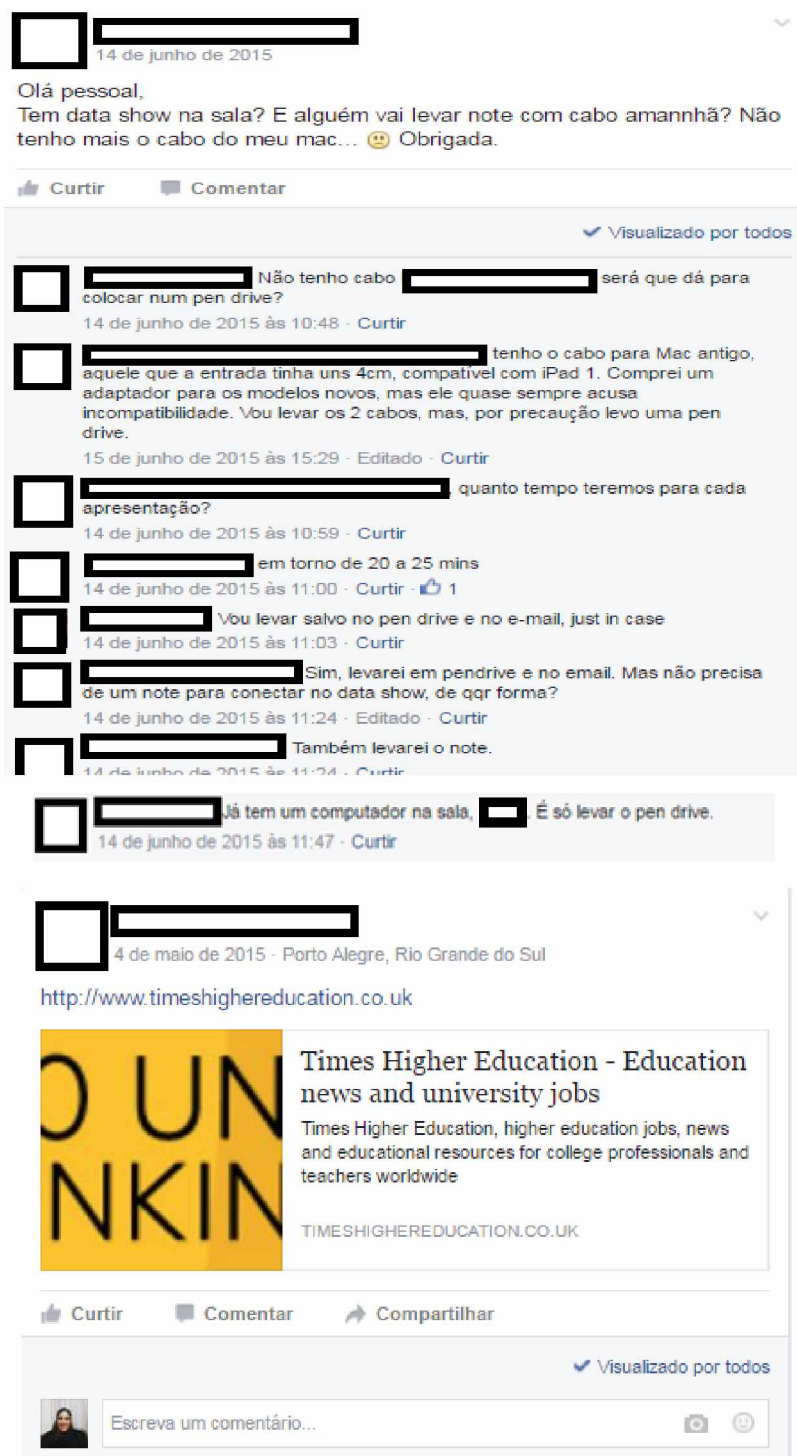 14 de junho de 2015
Olá pessoal,
Tem data show na sala? E alguém vai levar note com cabo amannhã? Não
tenho mais o cabo do meu mac... Obrigada.
Curtir Comentar
Visualizado por todos
Não tenho cabo será que dá para
colocar num pen drive?
14 de junho de 2015 às 10:48 · Curtir
tenho o cabo para Mac antigo,
aquele que a entrada tinha uns 4cm, compatível com iPad 1. Comprei um
adaptador para os modelos novos, mas ele quase sempre acusa
incompatibilidade. Vou levar os 2 cabos, mas, por precaução levo uma pen
drive.
15 de junho de 2015 às 15:29 · Editado · Curtir
, quanto tempo teremos para cada
apresentação?
14 de junho de 2015 às 10:59 · Curtir
em torno de 20 a 25 mins
14 de junho de 2015 às 11:00 · Curtir · 1
Vou levar salvo no pen drive e no e-mail, just in case
14 de junho de 2015 às 11:03 · Curtir
Sim, levarei em pendrive e no email. Mas não precisa
de um note para conectar no data show, de qqr forma?
14 de junho de 2015 às 11:24 · Editado · Curtir
Também levarei o note.
14 de junho de 2015 às 11:24 · Curtir
Já tem um computador na sala, . É só levar o pen drive.
14 de junho de 2015 às 11:47 · Curtir
4 de maio de 2015 · Porto Alegre, Rio Grande do Sul
http://www.timeshighereducation.co.uk
O UN
NKIN
Times Higher Education - Education
news and university jobs
Times Higher Education, higher education jobs, news
and educational resources for college professionals and
teachers worldwide
TIMESHIGHEREDUCATION.CO.UK
Curtir Comentar Compartilhar
Visualizado por todos
Escreva um comentário...